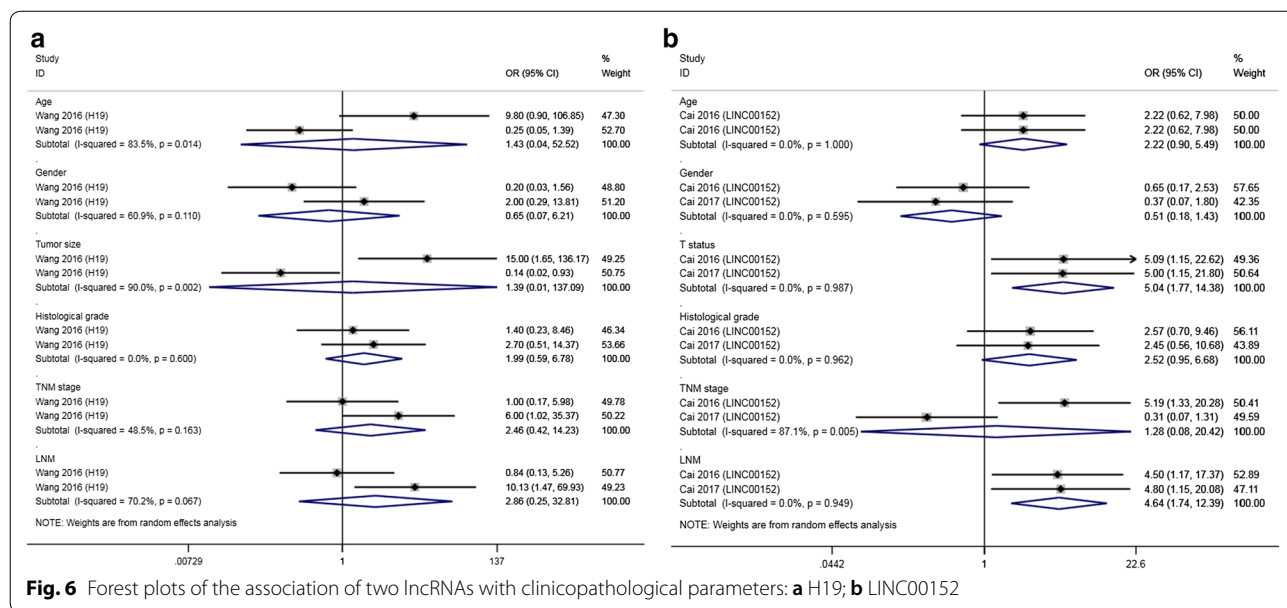 a
Study % 
ID OR (95% CI) Weight
Age
Wang 2016 (H19) 9.80 (0.90, 106.85) 47.30
Wang 2016 (H19) 0.25 (0.05, 1.39) 52.70
Subtotal (I-squared = 83.5%, p = 0.014) 1.43 (0.04, 52.52) 100.00
.
Gender
Wang 2016 (H19) 0.20 (0.03, 1.56) 48.80
Wang 2016 (H19) 2.00 (0.29, 13.81) 51.20
Subtotal (I-squared = 60.9%, p = 0.110) 0.65 (0.07, 6.21) 100.00
.
Tumor size
Wang 2016 (H19) 15.00 (1.65, 136.17) 49.25
Wang 2016 (H19) 0.14 (0.02, 0.93) 50.75
Subtotal (I-squared = 90.0%, p = 0.002) 1.39 (0.01, 137.09) 100.00
.
Histological grade
Wang 2016 (H19) 1.40 (0.23, 8.46) 46.34
Wang 2016 (H19) 2.70 (0.51, 14.37) 53.66
Subtotal (I-squared = 0.0%, p = 0.600) 1.99 (0.59, 6.78) 100.00
.
TNM stage
Wang 2016 (H19) 1.00 (0.17, 5.98) 49.78
Wang 2016 (H19) 6.00 (1.02, 35.37) 50.22
Subtotal (I-squared = 48.5%, p = 0.163) 2.46 (0.42, 14.23) 100.00
.
LNM
Wang 2016 (H19) 0.84 (0.13, 5.26) 50.77
Wang 2016 (H19) 10.13 (1.47, 69.93) 49.23
Subtotal (I-squared = 70.2%, p = 0.067) 2.86 (0.25, 32.81) 100.00
NOTE: Weights are from random effects analysis
.00729 1 137
b
Study %
ID OR (95% CI) Weight
Age
Cai 2016 (LINC00152) 2.22 (0.62, 7.98) 50.00
Cai 2016 (LINC00152) 2.22 (0.62, 7.98) 50.00
Subtotal (I-squared = 0.0%, p = 1.000) 2.22 (0.90, 5.49) 100.00
.
Gender
Cai 2016 (LINC00152) 0.65 (0.17, 2.53) 57.65
Cai 2017 (LINC00152) 0.37 (0.07, 1.80) 42.35
Subtotal (I-squared = 0.0%, p = 0.595) 0.51 (0.18, 1.43) 100.00
.
T status
Cai 2016 (LINC00152) 5.09 (1.15, 22.62) 49.36
Cai 2017 (LINC00152) 5.00 (1.15, 21.80) 50.64
Subtotal (I-squared = 0.0%, p = 0.987) 5.04 (1.77, 14.38) 100.00
.
Histological grade
Cai 2016 (LINC00152) 2.57 (0.70, 9.46) 56.11
Cai 2017 (LINC00152) 2.45 (0.56, 10.68) 43.89
Subtotal (I-squared = 0.0%, p = 0.962) 2.52 (0.95, 6.68) 100.00
.
TNM stage
Cai 2016 (LINC00152) 5.19 (1.33, 20.28) 50.41
Cai 2017 (LINC00152) 0.31 (0.07, 1.31) 49.59
Subtotal (I-squared = 87.1%, p = 0.005) 1.28 (0.08, 20.42) 100.00
.
LNM
Cai 2016 (LINC00152) 4.50 (1.17, 17.37) 52.89
Cai 2017 (LINC00152) 4.80 (1.15, 20.08) 47.11
Subtotal (I-squared = 0.0%, p = 0.949) 4.64 (1.74, 12.39) 100.00
NOTE: Weights are from random effects analysis
.0442 1 22.6
Fig. 6 Forest plots of the association of two lncRNAs with clinicopathological parameters: a H19; b LINC00152